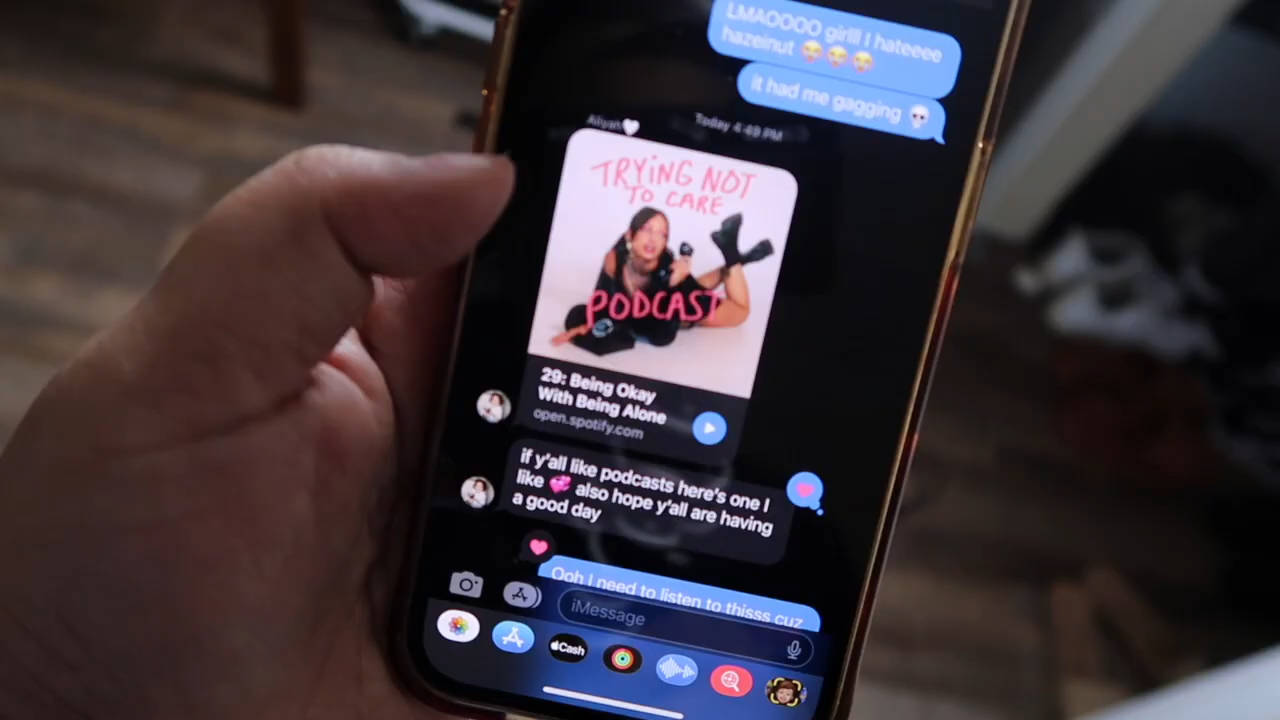 LMAOOOO girlll I hateeee
hazelnut 😭😭😭
it had me gagging 💀
Today 4:49 PM
Aliyah🤍
TRYiNG NOT
TO CARE
PODCAST
29: Being Okay
With Being Alone
open.spotify.com
if y'all like podcasts here's one I
like 💞 also hope y'all are having
a good day
Ooh I need to listen to thisss cuz
iMessage
Cash